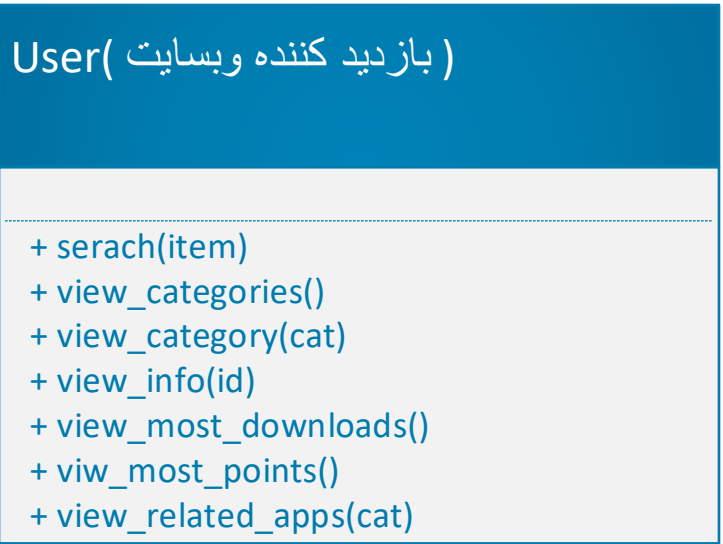 User( بازدید کننده وبسایت )
+ serach(item)
+ view_categories()
+ view_category(cat)
+ view_info(id)
+ view_most_downloads()
+ viw_most_points()
+ view_related_apps(cat)